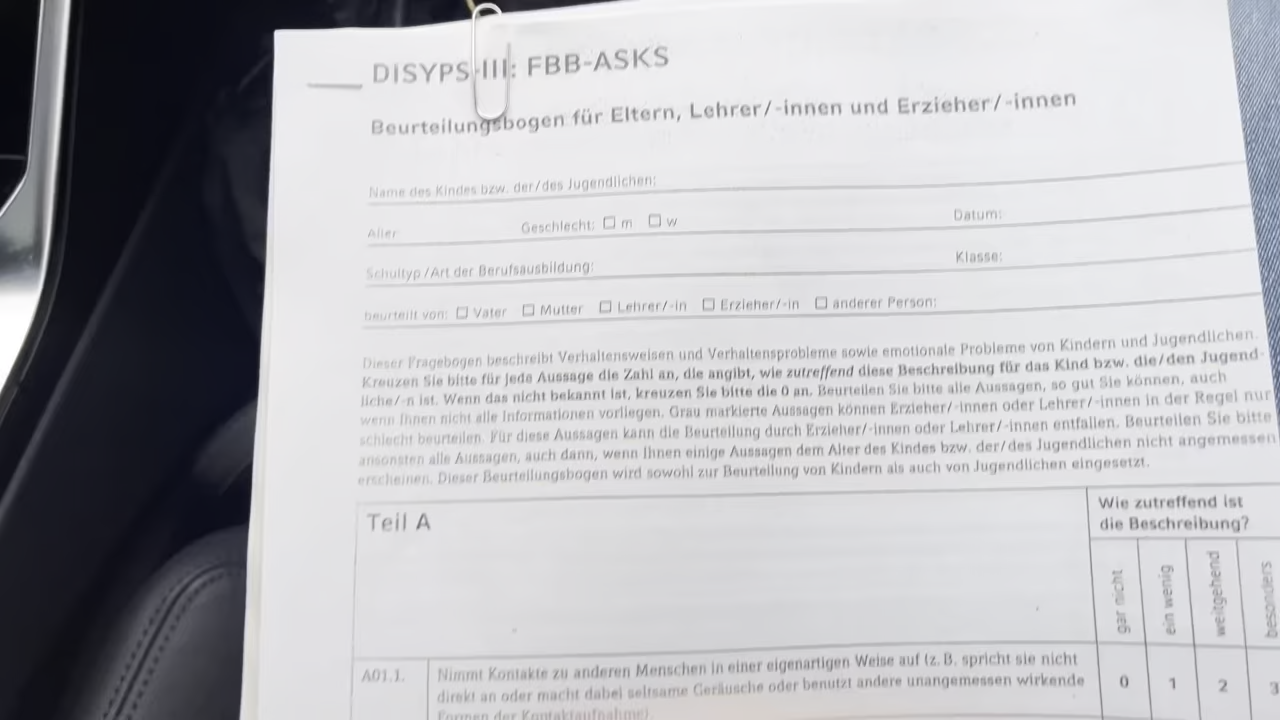 DISYPS-III: FBB-ASKS
Beurteilungsbogen für Eltern, Lehrer/-innen und Erzieher/-innen
Name des Kindes bzw. der/des Jugendlichen:
Alter Geschlecht: ☐ m ☐ w Datum:
Schultyp/Art der Berufsausbildung: Klasse:
beurteilt von: ☐ Vater ☐ Mutter ☐ Lehrer/-in ☐ Erzieher/-in ☐ anderer Person:
Dieser Fragebogen beschreibt Verhaltensweisen und Verhaltensprobleme sowie emotionale Probleme von Kindern und Jugendlichen.
Kreuzen Sie bitte für jede Aussage die Zahl an, die angibt, wie zutreffend diese Beschreibung für das Kind bzw. die/den Jugend-
liche/-n ist. Wenn das nicht bekannt ist, kreuzen Sie bitte die 0 an. Beurteilen Sie bitte alle Aussagen, so gut Sie können, auch
wenn Ihnen nicht alle Informationen vorliegen. Grau markierte Aussagen können Erzieher/-innen oder Lehrer/-innen in der Regel nur
schlecht beurteilen. Für diese Aussagen kann die Beurteilung durch Erzieher/-innen oder Lehrer/-innen entfallen. Beurteilen Sie bitte
ansonsten alle Aussagen, auch dann, wenn Ihnen einige Aussagen dem Alter des Kindes bzw. der/des Jugendlichen nicht angemessen
erscheinen. Dieser Beurteilungsbogen wird sowohl zur Beurteilung von Kindern als auch von Jugendlichen eingesetzt.
Teil A
Wie zutreffend ist
die Beschreibung?
gar nicht
ein wenig
weitgehend
besonders
A01.1. Nimmt Kontakte zu anderen Menschen in einer eigenartigen Weise auf (z. B. spricht sie nicht
direkt an oder macht dabei seltsame Geräusche oder benutzt andere unangemessen wirkende
Formen der Kontaktaufnahme).
0 1 2 3